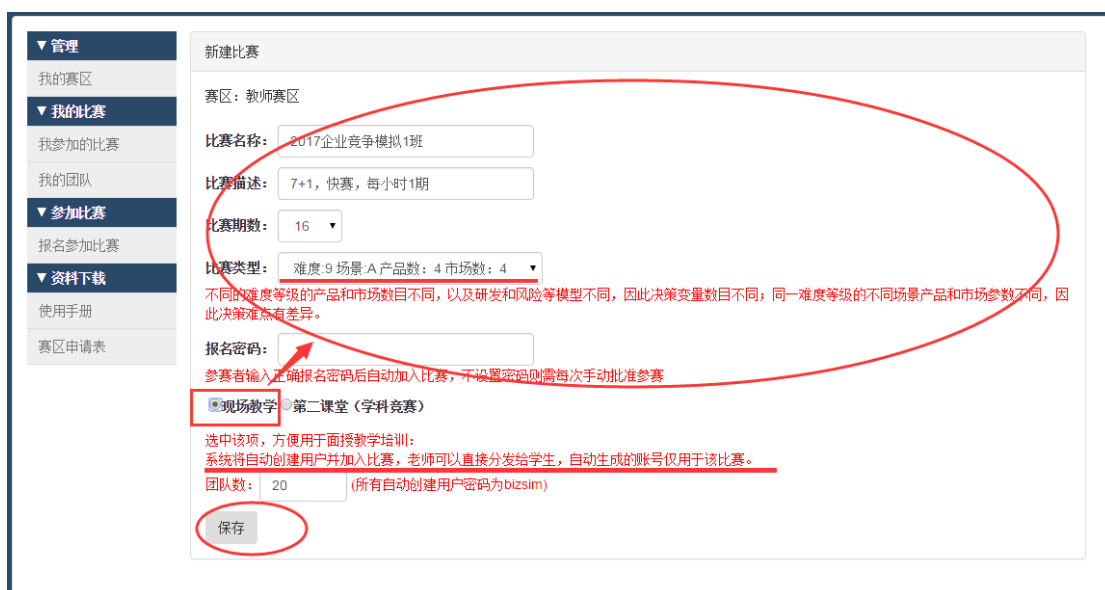 ▼管理
我的赛区
▼我的比赛
我参加的比赛
我的团队
▼参加比赛
报名参加比赛
▼资料下载
使用手册
赛区申请表
新建比赛
赛区：教师赛区
比赛名称： 2017企业竞争模拟1班
比赛描述： 7+1，快赛，每小时1期
比赛期数： 16
比赛类型： 难度:9 场景:A 产品数：4 市场数：4
不同的难度等级的产品和市场数目不同，以及研发和风险等模型不同，因此决策变量数目不同；同一难度等级的不同场景产品和市场参数不同，因
此决策难点有差异。
报名密码：
参赛者输入正确报名密码后自动加入比赛，不设置密码则需每次手动批准参赛
现场教学 第二课堂（学科竞赛）
选中该项，方便用于面授教学培训：
系统将自动创建用户并加入比赛，老师可以直接分发给学生，自动生成的账号仅用于该比赛。
团队数： 20 (所有自动创建用户密码为bizsim)
保存